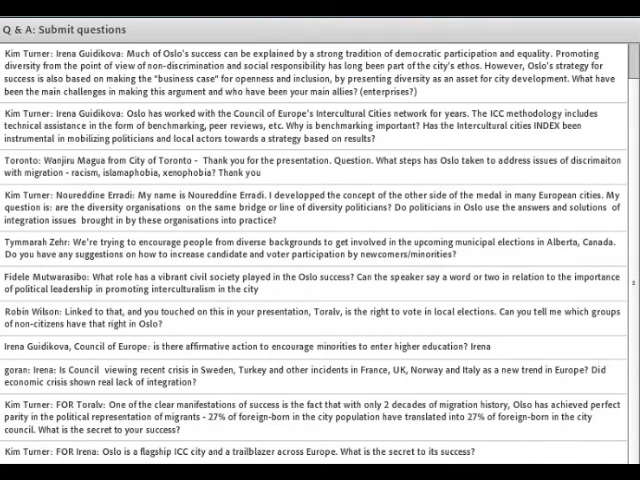 Q & A: Submit questions
Kim Turner: Irena Guidikova: Much of Oslo's success can be explained by a strong tradition of democratic participation and equality. Promoting
diversity from the point of view of non-discrimination and social responsibility has long been part of the city's ethos. However, Oslo's strategy for
success is also based on making the "business case" for openness and inclusion, by presenting diversity as an asset for city development. What have
been the main challenges in making this argument and who have been your main allies? (enterprises?)
Kim Turner: Irena Guidikova: Oslo has worked with the Council of Europe's Intercultural Cities network for years. The ICC methodology includes
technical assistance in the form of benchmarking, peer reviews, etc. Why is benchmarking important? Has the Intercultural cities INDEX been
instrumental in mobilizing politicians and local actors towards a strategy based on results?
Toronto: Wanjiru Magua from City of Toronto - Thank you for the presentation. Question. What steps has Oslo taken to address issues of discrimaiton
with migration - racism, islamaphobia, xenophobia? Thank you
Kim Turner: Noureddine Erradi: My name is Noureddine Erradi. I developped the concept of the other side of the medal in many European cities. My
question is: are the diversity organisations on the same bridge or line of diversity politicians? Do politicians in Oslo use the answers and solutions of
integration issues brought in by these organisations into practice?
Tymmarah Zehr: We're trying to encourage people from diverse backgrounds to get involved in the upcoming municipal elections in Alberta, Canada.
Do you have any suggestions on how to increase candidate and voter participation by newcomers/minorities?
Fidele Mutwarasibo: What role has a vibrant civil society played in the Oslo success? Can the speaker say a word or two in relation to the importance
of political leadership in promoting interculturalism in the city
Robin Wilson: Linked to that, and you touched on this in your presentation, Toralv, is the right to vote in local elections. Can you tell me which groups
of non-citizens have that right in Oslo?
Irena Guidikova, Council of Europe: is there affirmative action to encourage minorities to enter higher education? Irena
goran: Irena: Is Council viewing recent crisis in Sweden, Turkey and other incidents in France, UK, Norway and Italy as a new trend in Europe? Did
economic crisis shown real lack of integration?
Kim Turner: FOR Toralv: One of the clear manifestations of success is the fact that with only 2 decades of migration history, Olso has achieved perfect
parity in the political representation of migrants - 27% of foreign-born in the city population have translated into 27% of foreign-born in the city
council. What is the secret to your success?
Kim Turner: FOR Irena: Oslo is a flagship ICC city and a trailblazer across Europe. What is the secret to its success?